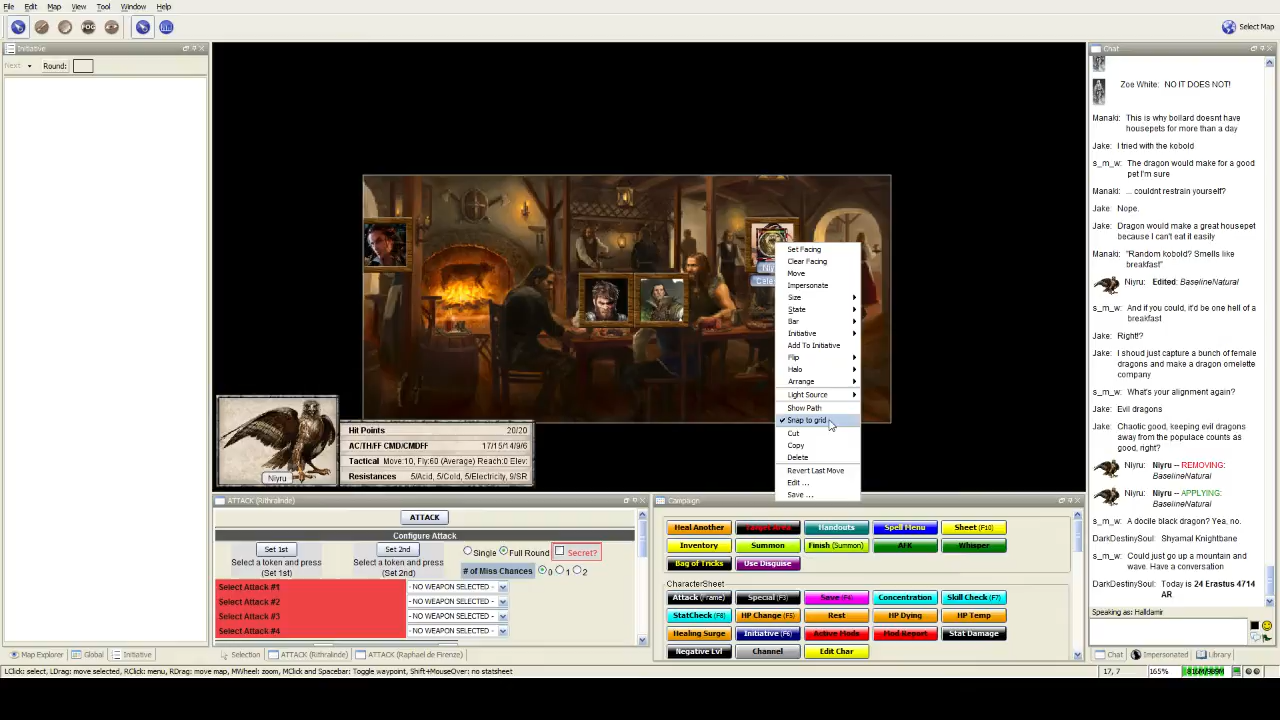 File Edit Map View Tool Window Help
FOG
Select Map
Initiative
Next Round:
Chat
Zoe White: NO IT DOES NOT!
Manaki: This is why bollard doesnt have
housepets for more than a day
Jake: I tried with the kobold
s_m_w: The dragon would make for a good
pet I'm sure
Manaki: ... couldnt restrain yourself?
Jake: Nope.
Jake: Dragon would make a great housepet
because I can't eat it easily
Manaki: "Random kobold? Smells like
breakfast"
Niyru: Edited: BaselineNatural
s_m_w: And if you could, it'd be one hell of a
breakfast
Jake: Right!?
Jake: I shoud just capture a bunch of female
dragons and make a dragon omelette
company
s_m_w: What's your alignment again?
Jake: Evil dragons
Jake: Chaotic good, keeping evil dragons
away from the populace counts as
good, right?
Niyru: Niyru -- REMOVING:
BaselineNatural
Niyru: Niyru -- APPLYING:
BaselineNatural
s_m_w: A docile black dragon? Yea, no.
DarkDestinySoul: Shyamal Knightbane
s_m_w: Could just go up a mountain and
wave. Have a conversation
DarkDestinySoul: Today is 24 Erastus 4714
AR
Speaking as: Halldamir
Set Facing
Clear Facing
Move
Impersonate
Size
State
Bar
Initiative
Add To Initiative
Flip
Halo
Arrange
Light Source
Show Path
Snap to grid
Cut
Copy
Delete
Revert Last Move
Edit ...
Save ...
Niyru
Hit Points 20/20
AC/TH/FF CMD/CMDFF 17/15/14/9/6
Tactical Move:10, Fly:60 (Average) Reach:0 Elev:
Resistances 5/Acid, 5/Cold, 5/Electricity, 9/SR
ATTACK (Rithralnde)
ATTACK
Configure Attack
Set 1st Set 2nd Single Full Round Secret?
Select a token and press
(Set 1st)
Select a token and press
(Set 2nd)
# of Miss Chances 0 1 2
Select Attack #1 - NO WEAPON SELECTED -
Select Attack #2 - NO WEAPON SELECTED -
Select Attack #3 - NO WEAPON SELECTED -
Select Attack #4 - NO WEAPON SELECTED -
Campaign
Heal Another Handouts Spell Menu Sheet (F10)
Inventory Summon Finish (Summon) AFK Whisper
Bag of Tricks Use Disguise
CharacterSheet
Attack (Frame) Special (F3) Save (F4) Concentration Skill Check (F7)
StatCheck (F8) HP Change (F5) Rest HP Dying HP Temp
Healing Surge Initiative (F6) Active Mods Mod Report Stat Damage
Negative Lvl Channel Edit Char
Map Explorer Global Initiative
Selection ATTACK (Rithralnde) ATTACK (Raphael de Firenze)
Chat Impersonated Library
LClick: select, LDrag: move selected, RClick: menu, RDrag: move map, MWheel: zoom, MClick and Spacebar: Toggle waypoint, Shift+MouseOver: no statsheet
17, 7 165% 816M/989M